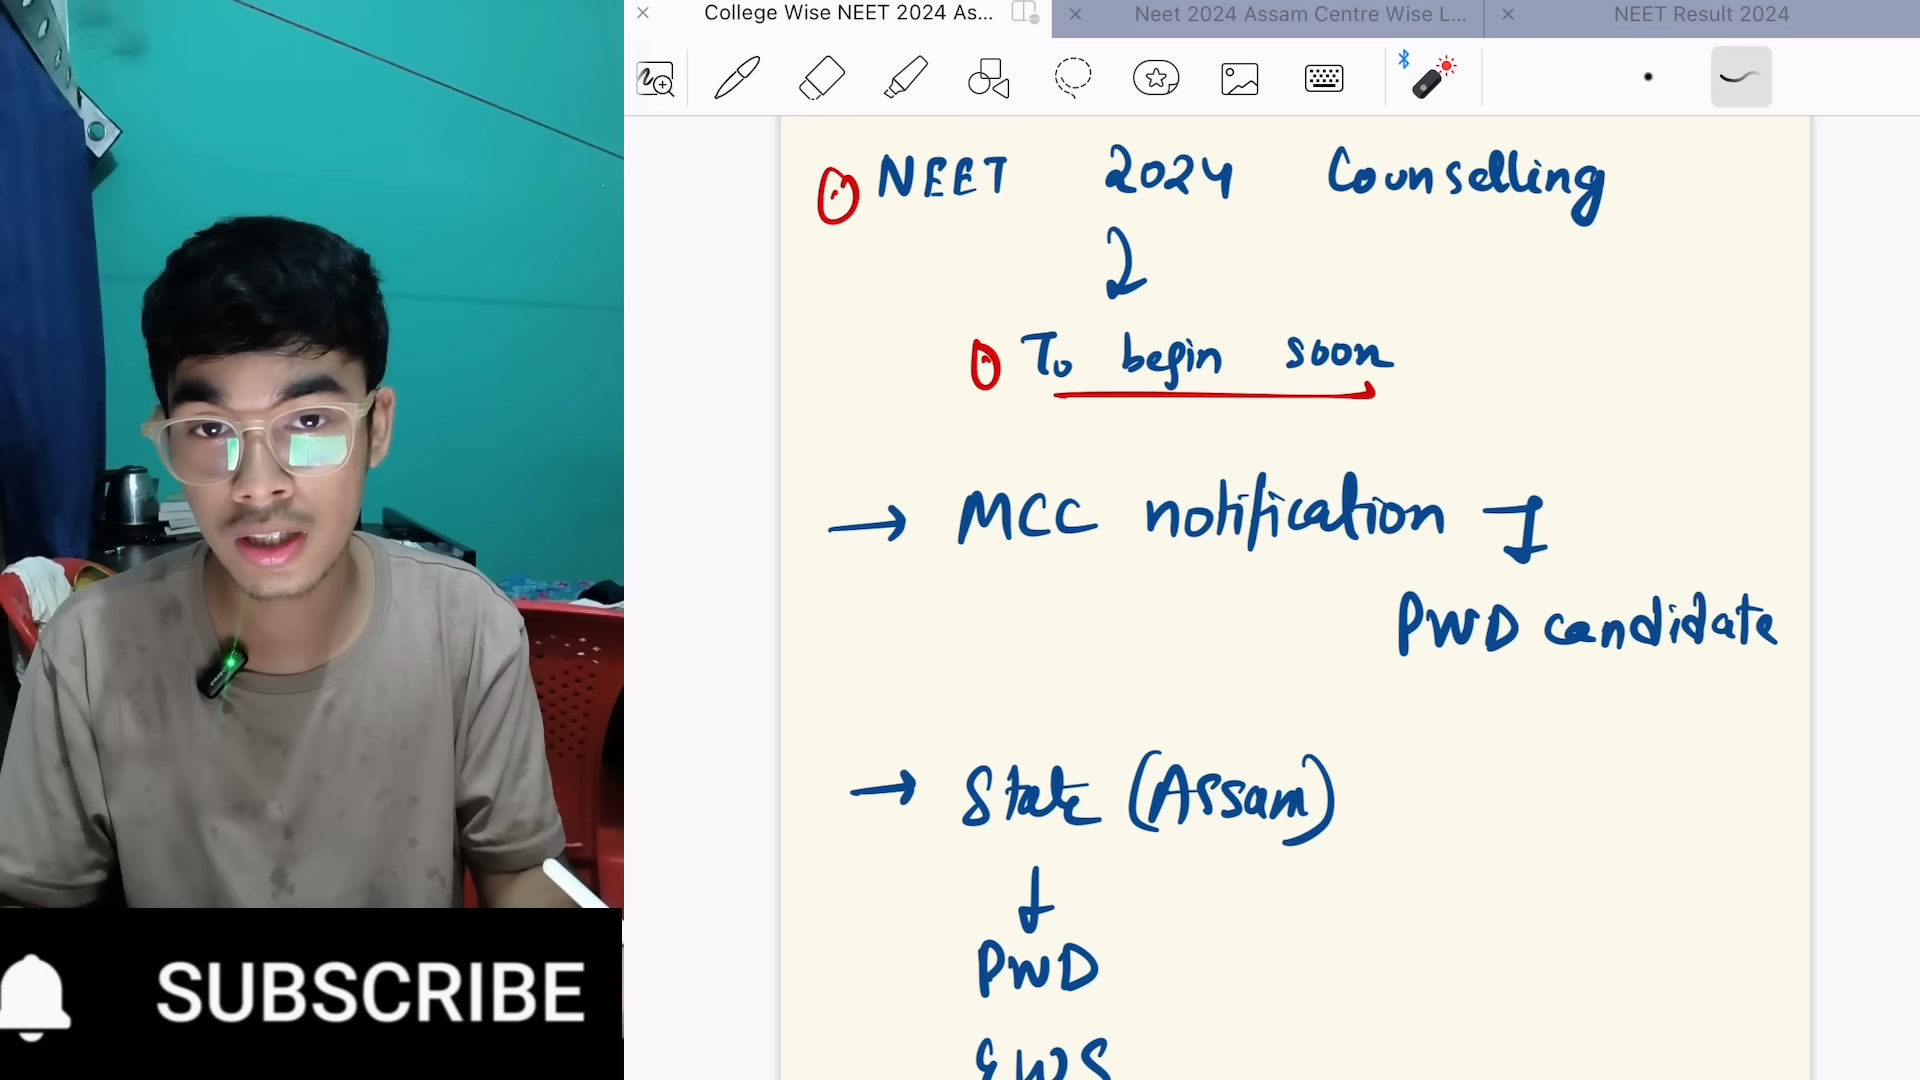 College Wise NEET 2024 As...
Neet 2024 Assam Centre Wise L...
NEET Result 2024
NEET 2024 Counselling
To begin soon
→ MCC notification
PWD candidate
→ State (Assam)
PWD
EWS
SUBSCRIBE